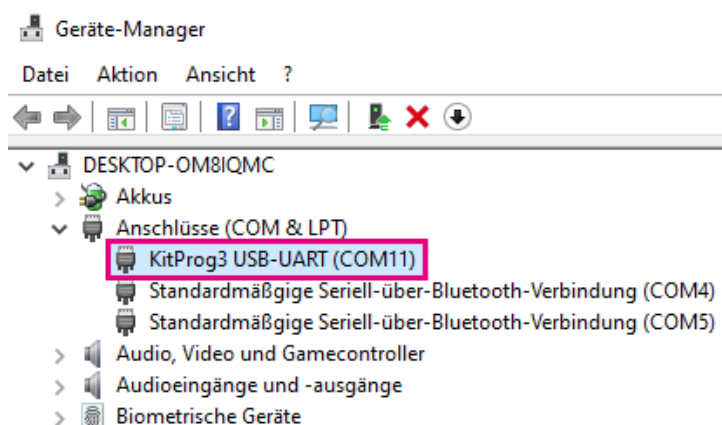 Geräte-Manager
Datei Aktion Ansicht ?
DESKTOP-OM8IQMC
Akkus
Anschlüsse (COM & LPT)
KitProg3 USB-UART (COM11)
Standardmäßgige Seriell-über-Bluetooth-Verbindung (COM4)
Standardmäßgige Seriell-über-Bluetooth-Verbindung (COM5)
Audio, Video und Gamecontroller
Audioeingänge und -ausgänge
Biometrische Geräte